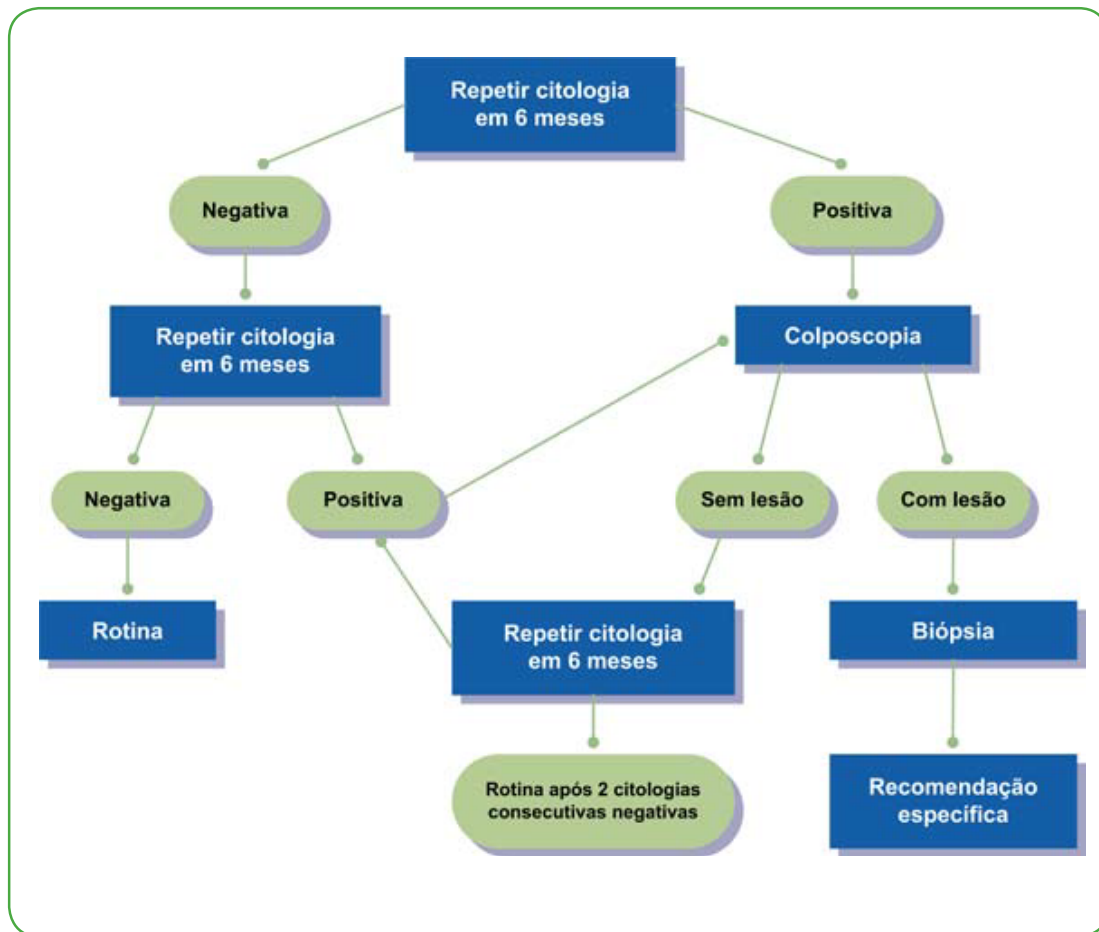 Repetir citologia
em 6 meses
Negativa
Positiva
Repetir citologia
em 6 meses
Colposcopia
Negativa
Positiva
Sem lesão
Com lesão
Rotina
Repetir citologia
em 6 meses
Biópsia
Rotina após 2 citologias
consecutivas negativas
Recomendação
específica